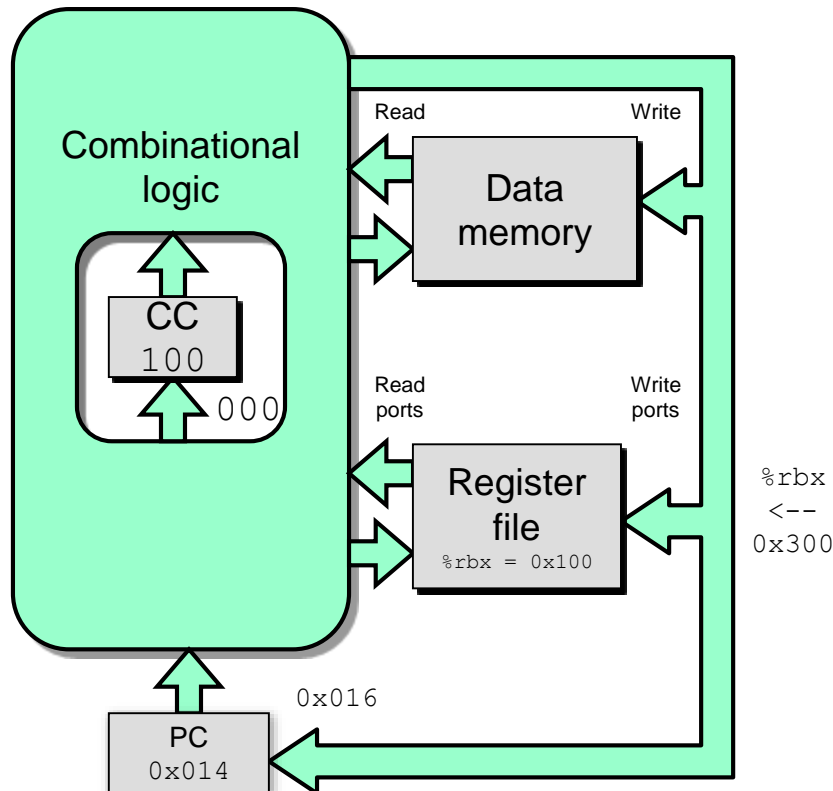 Combinational
logic
CC
100
000
Read
Write
Data
memory
Read
ports
Write
ports
Register
file
%rbx = 0x100
%rbx
<--
0x300
0x016
PC
0x014